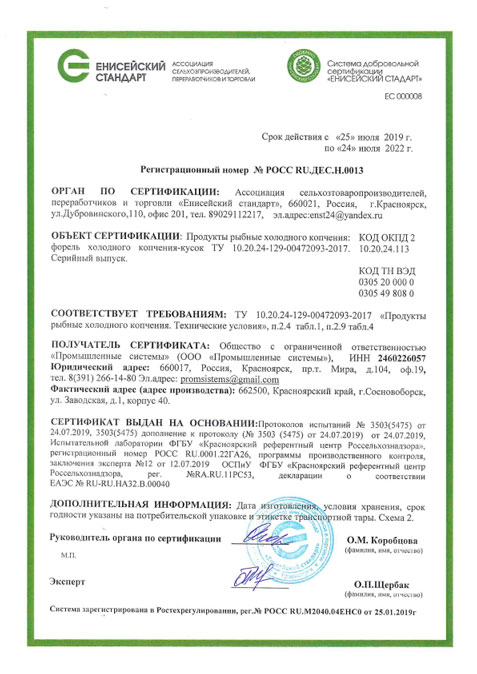 ЕНИСЕЙСКИЙ
СТАНДАРТ
АССОЦИАЦИЯ
СЕЛЬХОЗПРОИЗВОДИТЕЛЕЙ,
ПЕРЕРАБОТЧИКОВ И ТОРГОВЛИ
Система добровольной
сертификации
«ЕНИСЕЙСКИЙ СТАДАРТ»
ЕС 000008
Срок действия с «25» июля 2019 г.
по «24» июля 2022 г.
Регистрационный номер № РОСС RU.ДЕС.Н.0013
ОРГАН ПО СЕРТИФИКАЦИИ: Ассоциация сельхозтоваропроизводителей,
переработчиков и торговли «Енисейский стандарт», 660021, Россия, г.Красноярск,
ул.Дубровинского,110, офис 201, тел. 89029112217, эл.адрес:enst24@yandex.ru
ОБЪЕКТ СЕРТИФИКАЦИИ: Продукты рыбные холодного копчения: КОД ОКПД 2
форель холодного копчения-кусок ТУ 10.20.24-129-00472093-2017. 10.20.24.113
Серийный выпуск.
КОД ТН ВЭД
0305 20 000 0
0305 49 808 0
СООТВЕТСТВУЕТ ТРЕБОВАНИЯМ: ТУ 10.20.24-129-00472093-2017 «Продукты
рыбные холодного копчения. Технические условия», п.2.4 табл.1, п.2.9 табл.4
ПОЛУЧАТЕЛЬ СЕРТИФИКАТА: Общество с ограниченной ответственностью
«Промышленные системы» (ООО «Промышленные системы»), ИНН 2460226057
Юридический адрес: 660017, Россия, Красноярск, пр.т. Мира, д.104, оф.19,
тел. 8(391) 266-14-80 Эл.адрес: promsistems@gmail.com
Фактический адрес (адрес производства): 662500, Красноярский край, г.Сосновоборск,
ул. Заводская, д.1, корпус 40.
СЕРТИФИКАТ ВЫДАН НА ОСНОВАНИИ:Протоколов испытаний № 3503(5475) от
24.07.2019, 3503(5475) дополнение к протоколу (№ 3503 (5475) от 24.07.2019) от 24.07.2019,
Испытательной лаборатории ФГБУ «Красноярский референтный центр Россельхознадзора»,
регистрационный номер РОСС RU.0001.22ГА26, программы производственного контроля,
заключения эксперта №12 от 12.07.2019 ОСПиУ ФГБУ «Красноярский референтный центр
Россельхознадзора, рег. №RA.RU.11РС53, декларации о соответствии
ЕАЭС № RU-RU.НА32.В.00040
ДОПОЛНИТЕЛЬНАЯ ИНФОРМАЦИЯ: Дата изготовления, условия хранения, срок
годности указаны на потребительской упаковке и этикетке транспортной тары. Схема 2.
Руководитель органа по сертификации
О.М. Коробцова
М.П.
(фамилия, имя, отчество)
Эксперт
О.П.Щербак
(фамилия, имя, отчество)
Система зарегистрирована в Ростехрегулировании, рег.№ РОСС RU.М2040.04ЕНС0 от 25.01.2019г